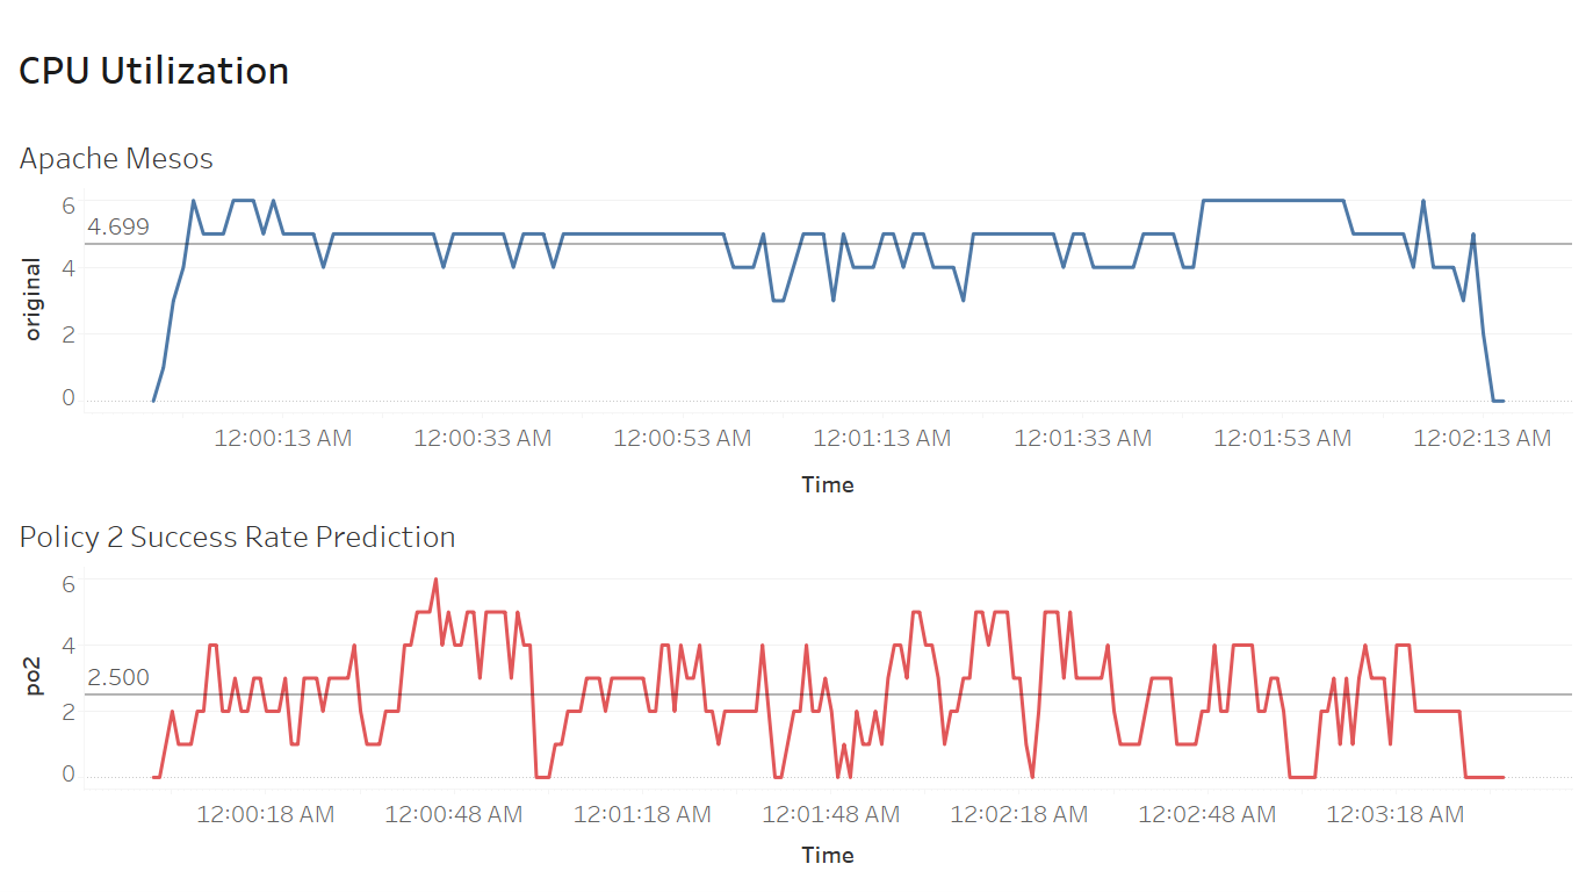 CPU Utilization
Apache Mesos
6
4.699
4
original
2
0
12:00:13 AM 12:00:33 AM 12:00:53 AM 12:01:13 AM 12:01:33 AM 12:01:53 AM 12:02:13 AM
Time
Policy 2 Success Rate Prediction
6
4
2.500
po2
2
0
12:00:18 AM 12:00:48 AM 12:01:18 AM 12:01:48 AM 12:02:18 AM 12:02:48 AM 12:03:18 AM
Time